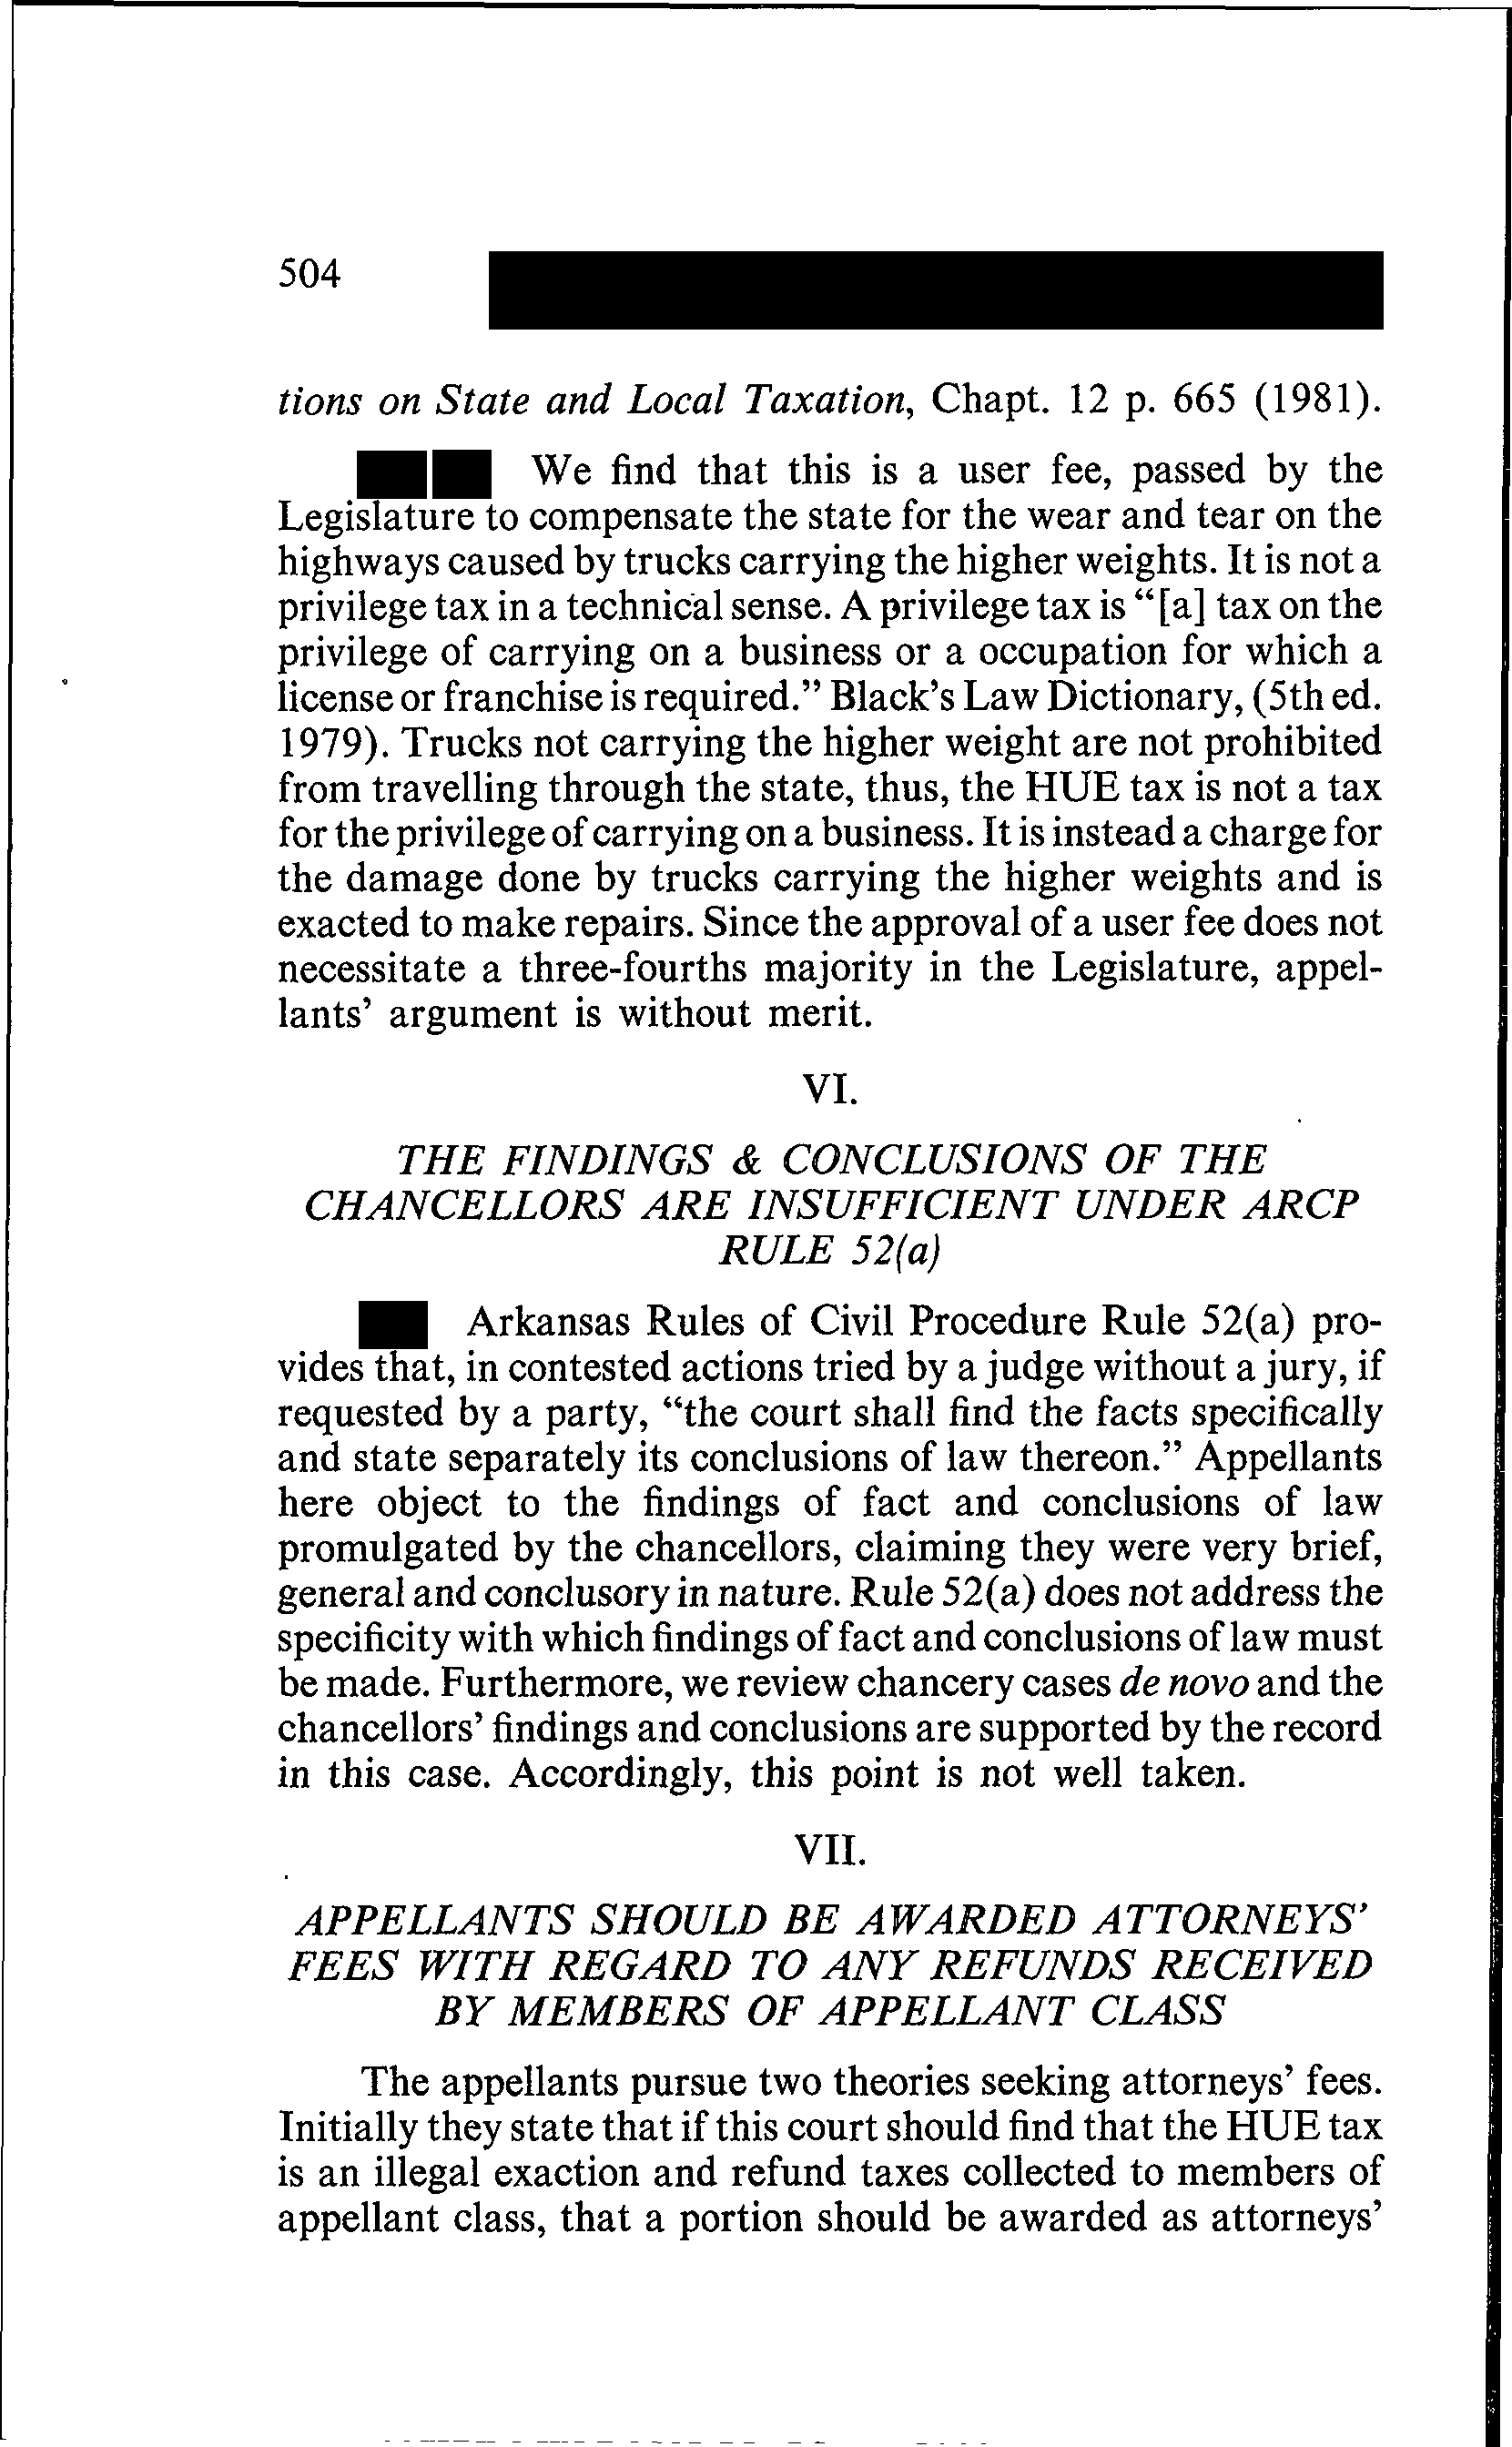 504
tions on State and Local Taxation, Chapt. 12 p. 665 (1981).
We find that this is a user fee, passed by the
Legislature to compensate the state for the wear and tear on the
highways caused by trucks carrying the higher weights. It is not a
privilege tax in a technical sense. A privilege tax is “[a] tax on the
privilege of carrying on a business or a occupation for which a
license or franchise is required.” Black’s Law Dictionary, (5th ed.
1979). Trucks not carrying the higher weight are not prohibited
from travelling through the state, thus, the HUE tax is not a tax
for the privilege of carrying on a business. It is instead a charge for
the damage done by trucks carrying the higher weights and is
exacted to make repairs. Since the approval of a user fee does not
necessitate a three-fourths majority in the Legislature, appel-
lants’ argument is without merit.
VI.
THE FINDINGS & CONCLUSIONS OF THE
CHANCELLORS ARE INSUFFICIENT UNDER ARCP
RULE 52(a)
Arkansas Rules of Civil Procedure Rule 52(a) pro-
vides that, in contested actions tried by a judge without a jury, if
requested by a party, “the court shall find the facts specifically
and state separately its conclusions of law thereon.” Appellants
here object to the findings of fact and conclusions of law
promulgated by the chancellors, claiming they were very brief,
general and conclusory in nature. Rule 52(a) does not address the
specificity with which findings of fact and conclusions of law must
be made. Furthermore, we review chancery cases de novo and the
chancellors’ findings and conclusions are supported by the record
in this case. Accordingly, this point is not well taken.
VII.
APPELLANTS SHOULD BE AWARDED ATTORNEYS’
FEES WITH REGARD TO ANY REFUNDS RECEIVED
BY MEMBERS OF APPELLANT CLASS
The appellants pursue two theories seeking attorneys’ fees.
Initially they state that if this court should find that the HUE tax
is an illegal exaction and refund taxes collected to members of
appellant class, that a portion should be awarded as attorneys’